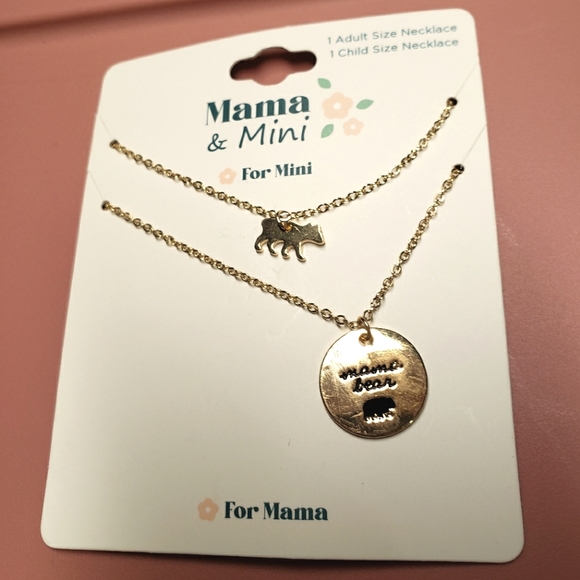 1 Adult Size Necklace
1 Child Size Necklace
Mama
& Mini
For Mini
mama
bear
For Mama